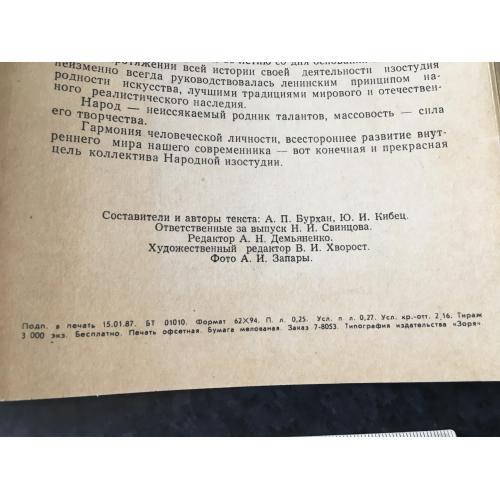 ротяжении всей истории своей деятельности изостудия
неизменно всегда руководствовалась ленинским принципом на-
родности искусства, лучшими традициями мирового и отечествен-
ного реалистического наследия.
Народ — неиссякаемый родник талантов, массовость — сила
его творчества.
Гармония человеческой личности, всестороннее развитие внут-
реннего мира нашего современника — вот конечная и прекрасная
цель коллектива Народной изостудии.
Составители и авторы текста: А. П. Бурхан, Ю. И. Кибец.
Ответственные за выпуск Н. И. Свинцова.
Редактор А. Н. Демьяненко.
Художественный редактор В. И. Хворост.
Фото А. И. Запары.
Подп. в печать 15.01.87. БТ 01010. Формат 62×94. П. л. 0,25. Усл. п л. 0,27. Усл. кр.-отт. 2,16. Тираж
3 000 экз. Бесплатно. Печать офсетная. Бумага мелованая. Заказ 7-8053. Типография издательства «Зоря».